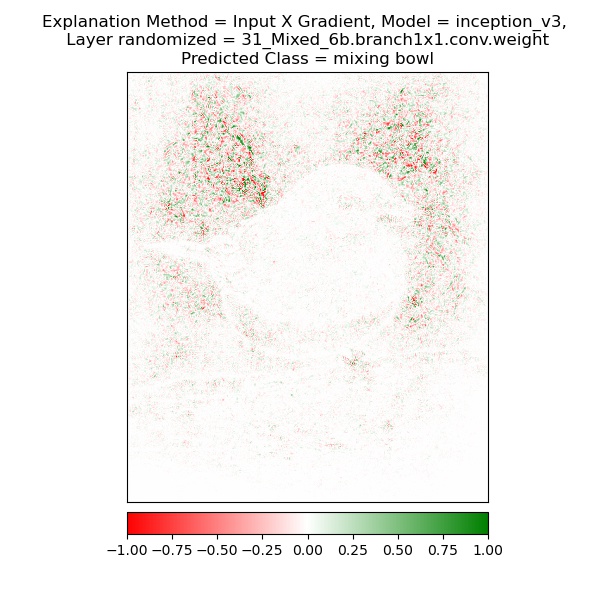 Explanation Method = Input X Gradient, Model = inception_v3,
Layer randomized = 31_Mixed_6b.branch1x1.conv.weight
Predicted Class = mixing bowl
−1.00 −0.75 −0.50 −0.25 0.00 0.25 0.50 0.75 1.00